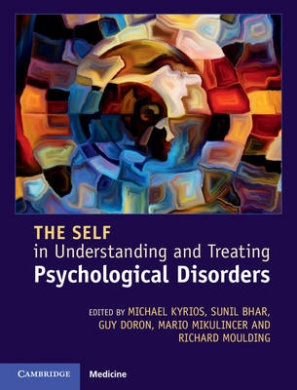 THE SELF
in Understanding and Treating
Psychological Disorders
EDITED BY MICHAEL KYRIOS, SUNIL BHAR,
GUY DORON, MARIO MIKULINCER AND
RICHARD MOULDING
CAMBRIDGE Medicine